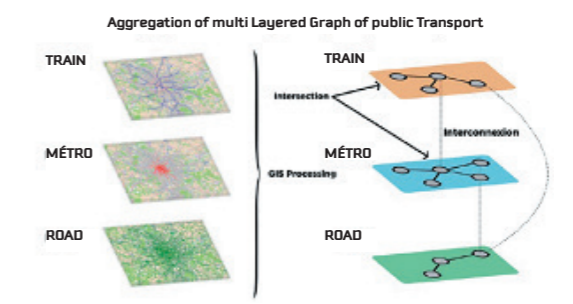 Aggregation of multi Layered Graph of public Transport
TRAIN
MÉTRO
ROAD
GIS Processing
TRAIN
Intersection
Interconnexion
MÉTRO
ROAD